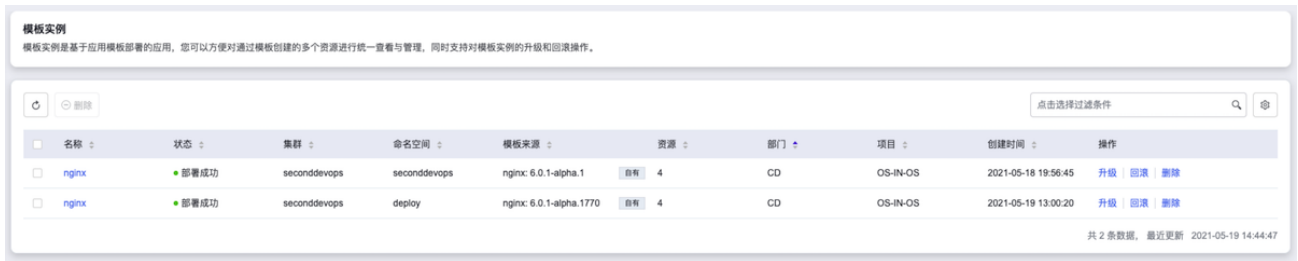 模板实例
模板实例是基于应用模板部署的应用，您可以方便对通过模板创建的多个资源进行统一查看与管理，同时支持对模板实例的升级和回滚操作。
删除 点击选择过滤条件
名称 状态 集群 命名空间 模板来源 资源 部门 项目 创建时间 操作
nginx 部署成功 seconddevops seconddevops nginx: 6.0.1-alpha.1 自有 4 CD OS-IN-OS 2021-05-18 19:56:45 升级 回滚 删除
nginx 部署成功 seconddevops deploy nginx: 6.0.1-alpha.1770 自有 4 CD OS-IN-OS 2021-05-19 13:00:20 升级 回滚 删除
共 2 条数据， 最近更新 2021-05-19 14:44:47